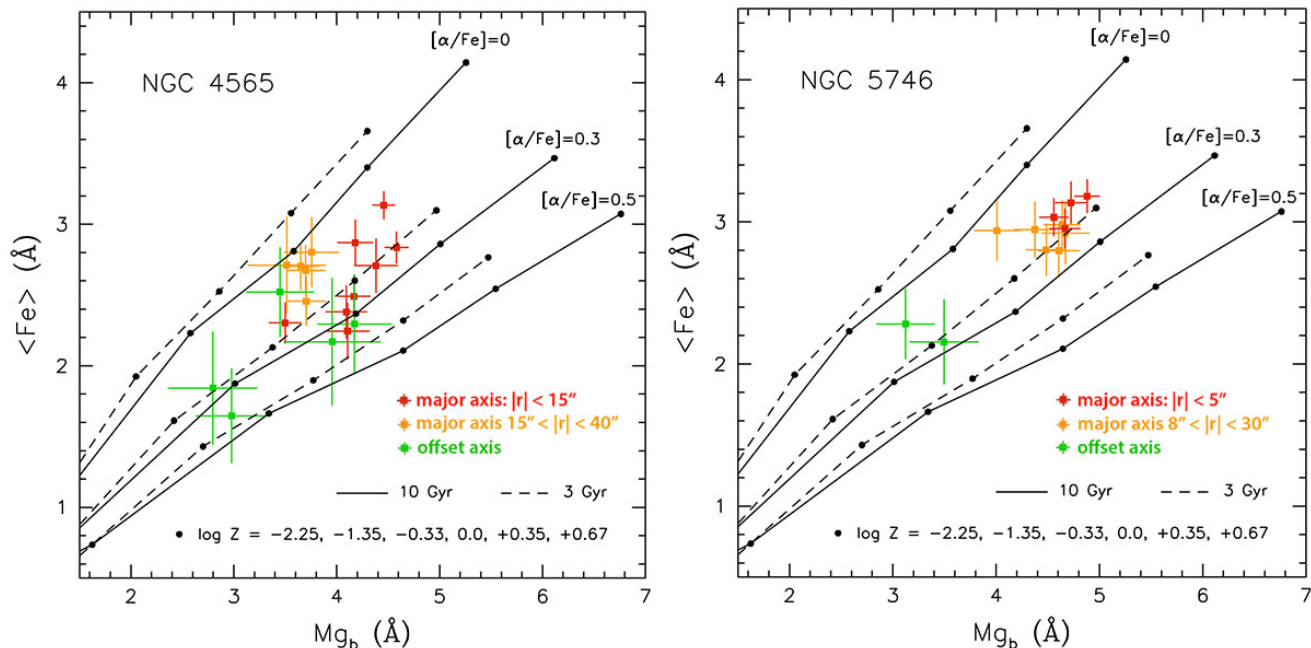 [α/Fe]=0
NGC 4565
[α/Fe]=0.3
[α/Fe]=0.5
<Fe> (Å)
4
3
2
1
major axis: |r| < 15”
major axis 15” < |r| < 40”
offset axis
10 Gyr
3 Gyr
log Z = −2.25, −1.35, −0.33, 0.0, +0.35, +0.67
2 3 4 5 6 7
Mgb (Å)
[α/Fe]=0
NGC 5746
[α/Fe]=0.3
[α/Fe]=0.5
<Fe> (Å)
4
3
2
1
major axis: |r| < 5”
major axis 8” < |r| < 30”
offset axis
10 Gyr
3 Gyr
log Z = −2.25, −1.35, −0.33, 0.0, +0.35, +0.67
2 3 4 5 6 7
Mgb (Å)